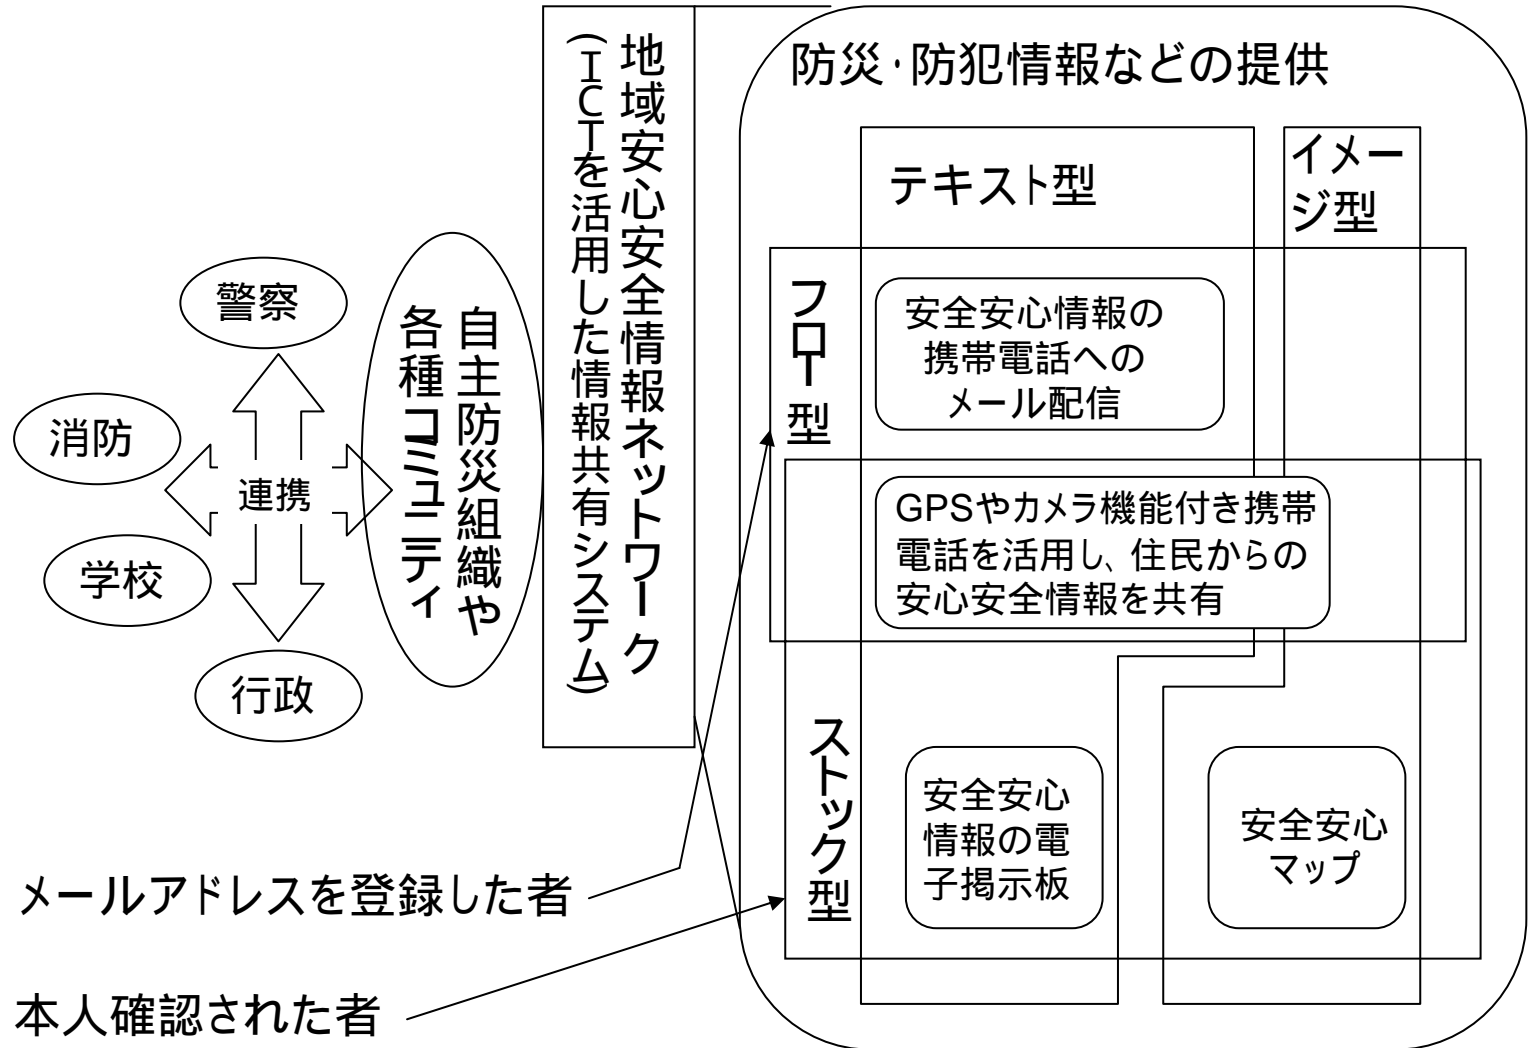 警察
消防
連携
学校
行政
自主防災組織や
各種コミュニティ
地域安心安全情報ネットワーク
(ICTを活用した情報共有システム)
防災・防犯情報などの提供
テキスト型
イメー
ジ型
フロー型
安全安心情報の
携帯電話への
メール配信
GPSやカメラ機能付き携帯
電話を活用し、住民からの
安心安全情報を共有
ストック型
安全安心
情報の電
子掲示板
安全安心
マップ
メールアドレスを登録した者
本人確認された者